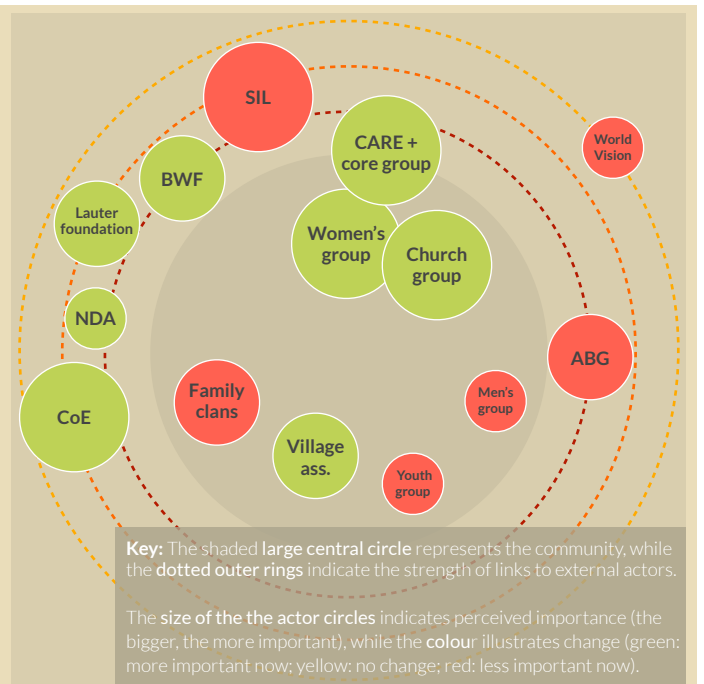 SIL
CARE +
core group
World
Vision
BWF
Lauter
foundation
Women's
group
Church
group
NDA
ABG
CoE
Family
clans
Men's
group
Village
ass.
Youth
group
Key: The shaded large central circle represents the community, while
the dotted outer rings indicate the strength of links to external actors.
The size of the the actor circles indicates perceived importance (the
bigger, the more important), while the colour illustrates change (green:
more important now; yellow: no change; red: less important now).